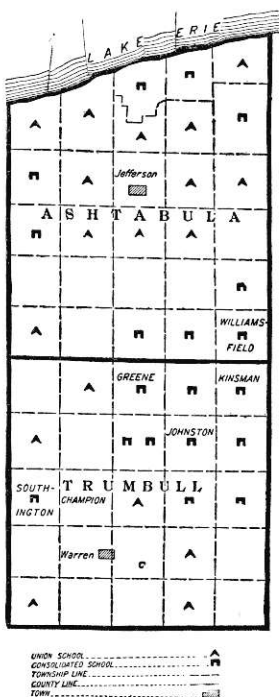 LAKE ERIE
Jefferson
ASHTABULA
WILLIAMS-
FIELD
GREENE
KINSMAN
JOHNSTON
SOUTH-
INGTON
TRUMBULL
CHAMPION
Warren
UNION SCHOOL
CONSOLIDATED SCHOOL
TOWNSHIP LINE
COUNTY LINE
TOWN